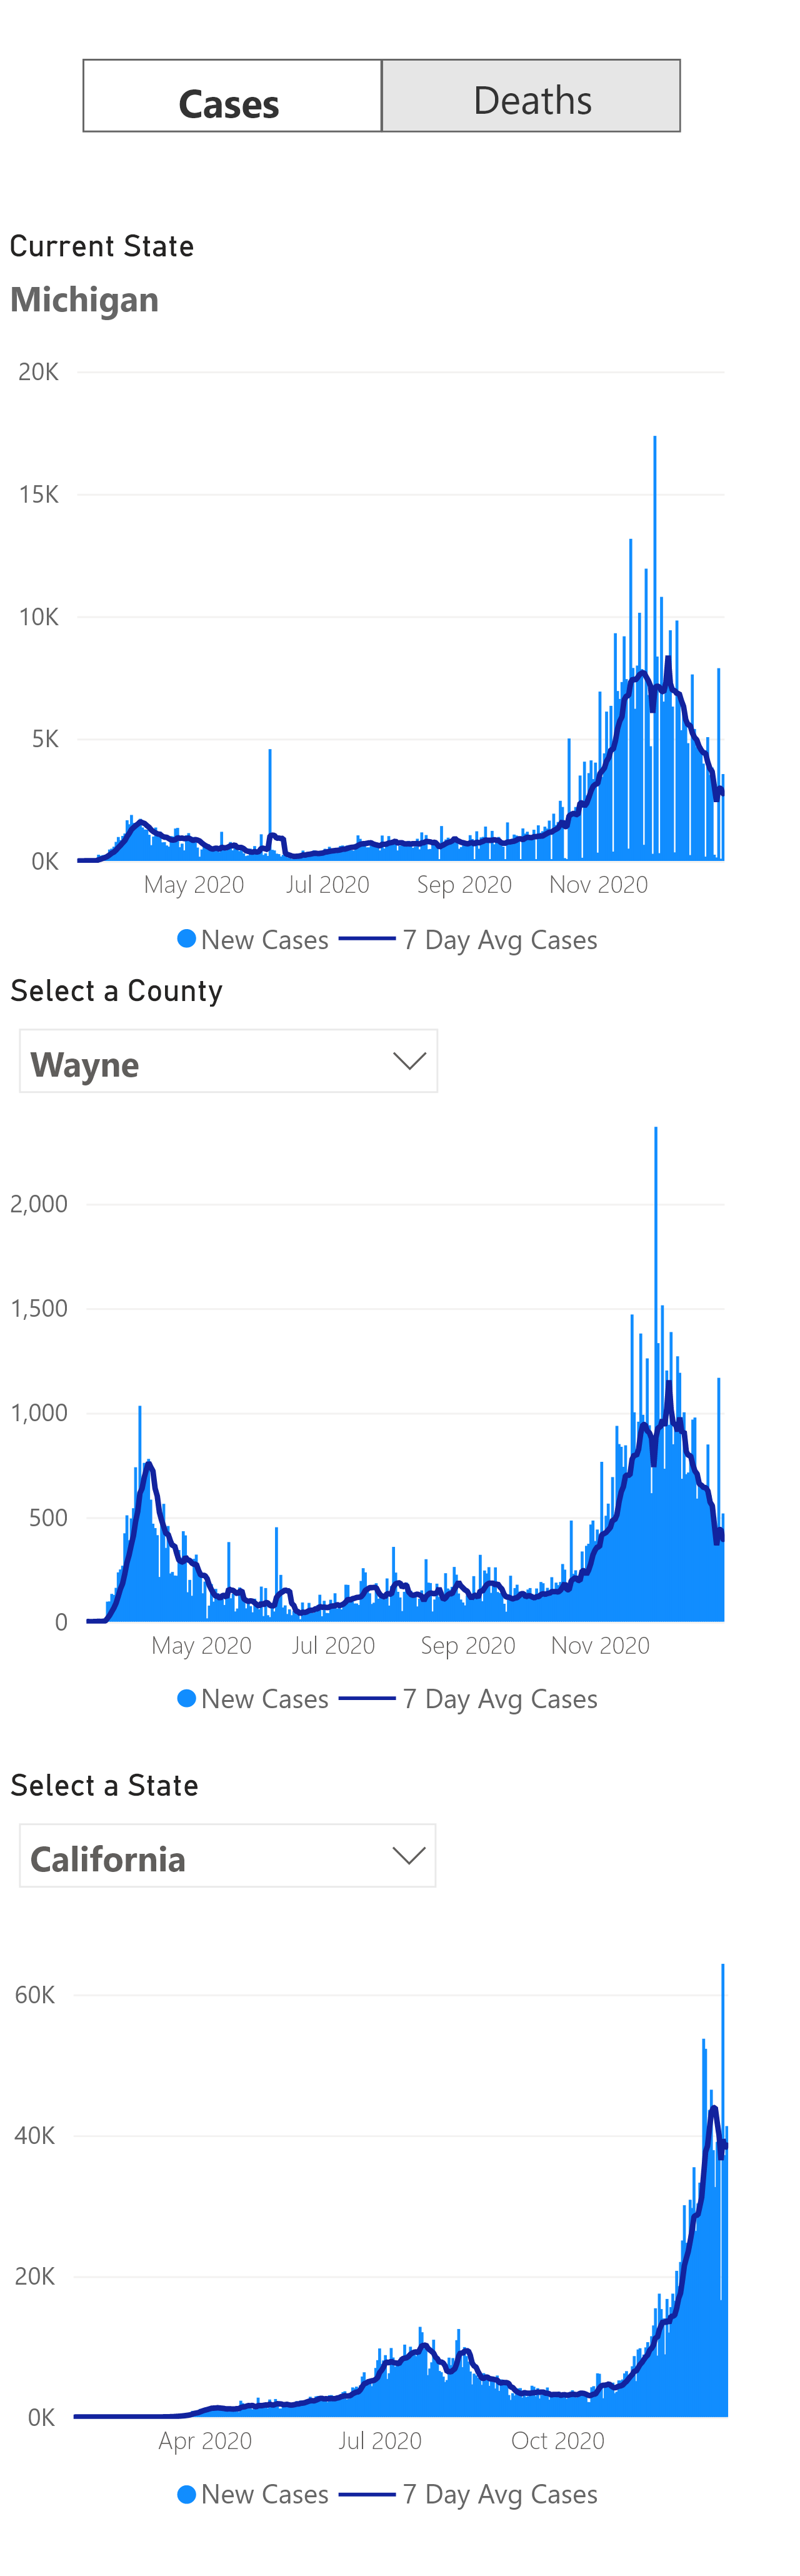 Cases Deaths
Current State
Michigan
20K
15K
10K
5K
0K
May 2020 Jul 2020 Sep 2020 Nov 2020
New Cases 7 Day Avg Cases
Select a County
Wayne
2,000
1,500
1,000
500
0
May 2020 Jul 2020 Sep 2020 Nov 2020
New Cases 7 Day Avg Cases
Select a State
California
60K
40K
20K
0K
Apr 2020 Jul 2020 Oct 2020
New Cases 7 Day Avg Cases